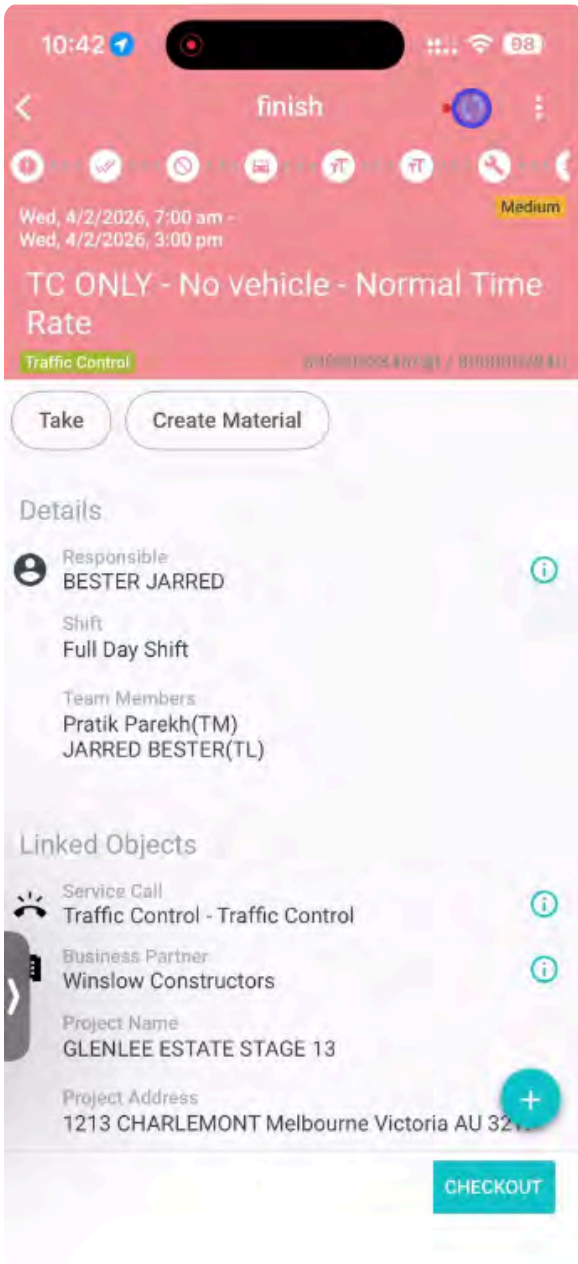 10:42
98
finish
Medium
Wed, 4/2/2026, 7:00 am -
Wed, 4/2/2026, 3:00 pm
TC ONLY - No vehicle - Normal Time
Rate
Traffic Control
Take
Create Material
Details
Responsible
BESTER JARRED
Shift
Full Day Shift
Team Members
Pratik Parekh(TM)
JARRED BESTER(TL)
Linked Objects
Service Call
Traffic Control - Traffic Control
Business Partner
Winslow Constructors
Project Name
GLENLEE ESTATE STAGE 13
Project Address
1213 CHARLEMONT Melbourne Victoria AU
CHECKOUT